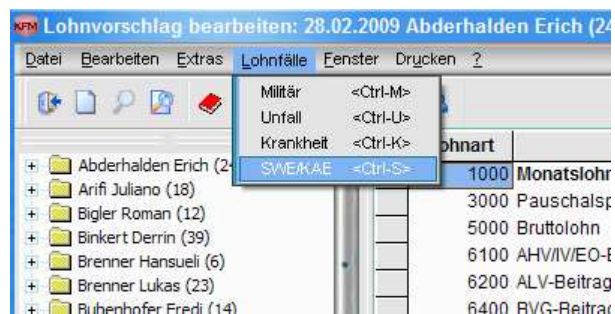 KFM Lohnvorschlag bearbeiten: 28.02.2009 Abderhalden Erich (24
Datei Bearbeiten Extras Lohnfälle Fenster Drucken ?
Militär <Ctrl-M>
Unfall <Ctrl-U>
Krankheit <Ctrl-K>
SWE/KAE <Ctrl-S>
Abderhalden Erich (24
Arifi Juliano (18)
Bigler Roman (12)
Binkert Derrin (39)
Brenner Hansueli (6)
Brenner Lukas (23)
Buhenhofer Fredi (14)
ohnart
1000 Monatslohn
3000 Pauschalsp
5000 Bruttolohn
6100 AHV/IV/EO-B
6200 ALV-Beitrag
6400 BVG-Beitrag